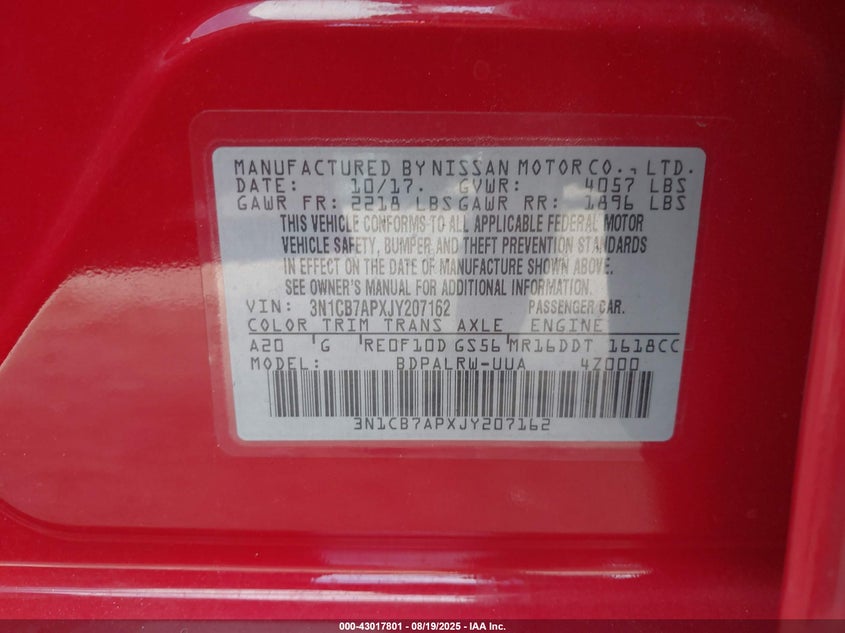 MANUFACTURED BY NISSAN MOTOR CO., LTD.
DATE: 10/17. GVWR: 4057 LBS
GAWR FR: 2218 LBS GAWR RR: 1896 LBS
THIS VEHICLE CONFORMS TO ALL APPLICABLE FEDERAL MOTOR
VEHICLE SAFETY, BUMPER AND THEFT PREVENTION STANDARDS
IN EFFECT ON THE DATE OF MANUFACTURE SHOWN ABOVE.
SEE OWNER'S MANUAL FOR ADDITIONAL INFORMATION.
VIN: 3N1CB7APXJY207162 PASSENGER CAR.
COLOR TRIM TRANS AXLE ENGINE
A20 G RE0F10D GS56 MR16DDT 1618CC
MODEL: BDPALRW-UUA 4Z000
3N1CB7APXJY207162
000-43017801 - 08/19/2025 - IAA Inc.